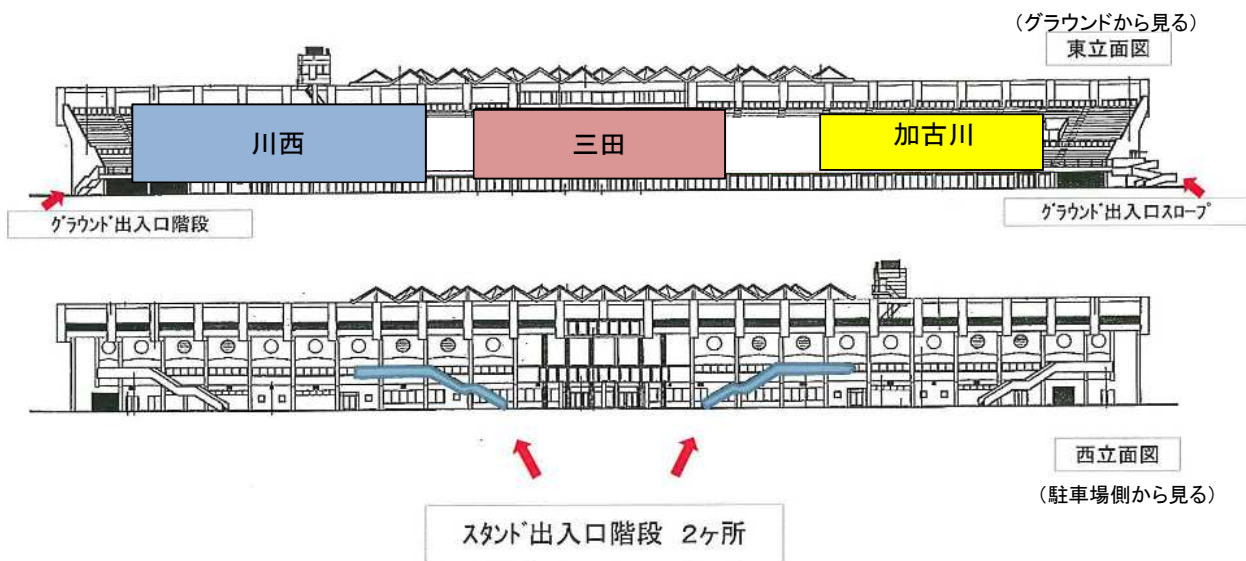 (グラウンドから見る)
東立面図
川西
三田
加古川
グラウンド出入口階段
グラウンド出入口スロープ
西立面図
(駐車場側から見る)
スタンド出入口階段 2ヶ所